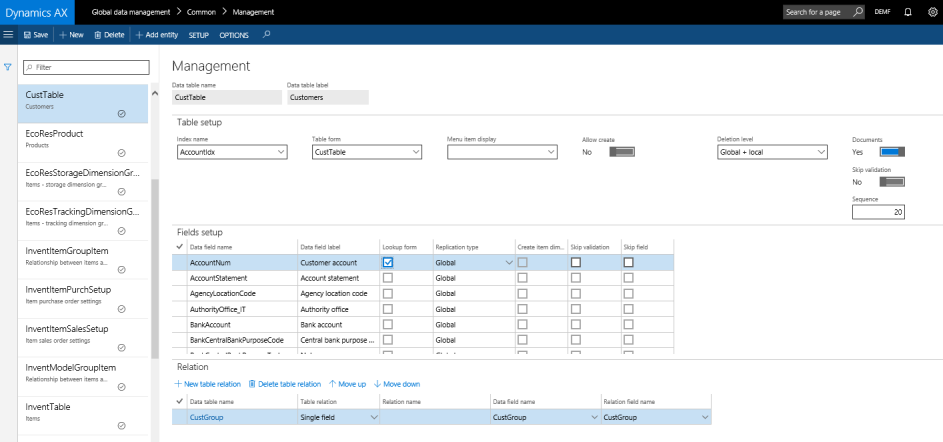 Dynamics AX Global data management > Common > Management Search for a page DEMF
Save + New Delete + Add entity SETUP OPTIONS
Filter
CustTable
Customers
EcoResProduct
Products
EcoResStorageDimensionGr...
Items - storage dimension gr...
EcoResTrackingDimensionG...
Items - tracking dimension gr...
InventItemGroupItem
Relationship between items a...
InventItemPurchSetup
Item purchase order settings
InventItemSalesSetup
Item sales order settings
InventModelGroupItem
Relationship between items a...
InventTable
Items
Management
Data table name Data table label
CustTable Customers
Table setup
Index name Table form Menu item display Allow create Deletion level Documents
AccountIdx CustTable No Global + local Yes
Skip validation
No
Sequence
20
Fields setup
Data field name Data field label Lookup form Replication type Create item dim... Skip validation Skip field
AccountNum Customer account Global
AccountStatement Account statement Global
AgencyLocationCode Agency location code Global
AuthorityOffice_IT Authority office Global
BankAccount Bank account Global
BankCentralBankPurposeCode Central bank purpose ... Global
Relation
+ New table relation Delete table relation ↑ Move up ↓ Move down
Data table name Table relation Relation name Data field name Relation field name
CustGroup Single field CustGroup CustGroup